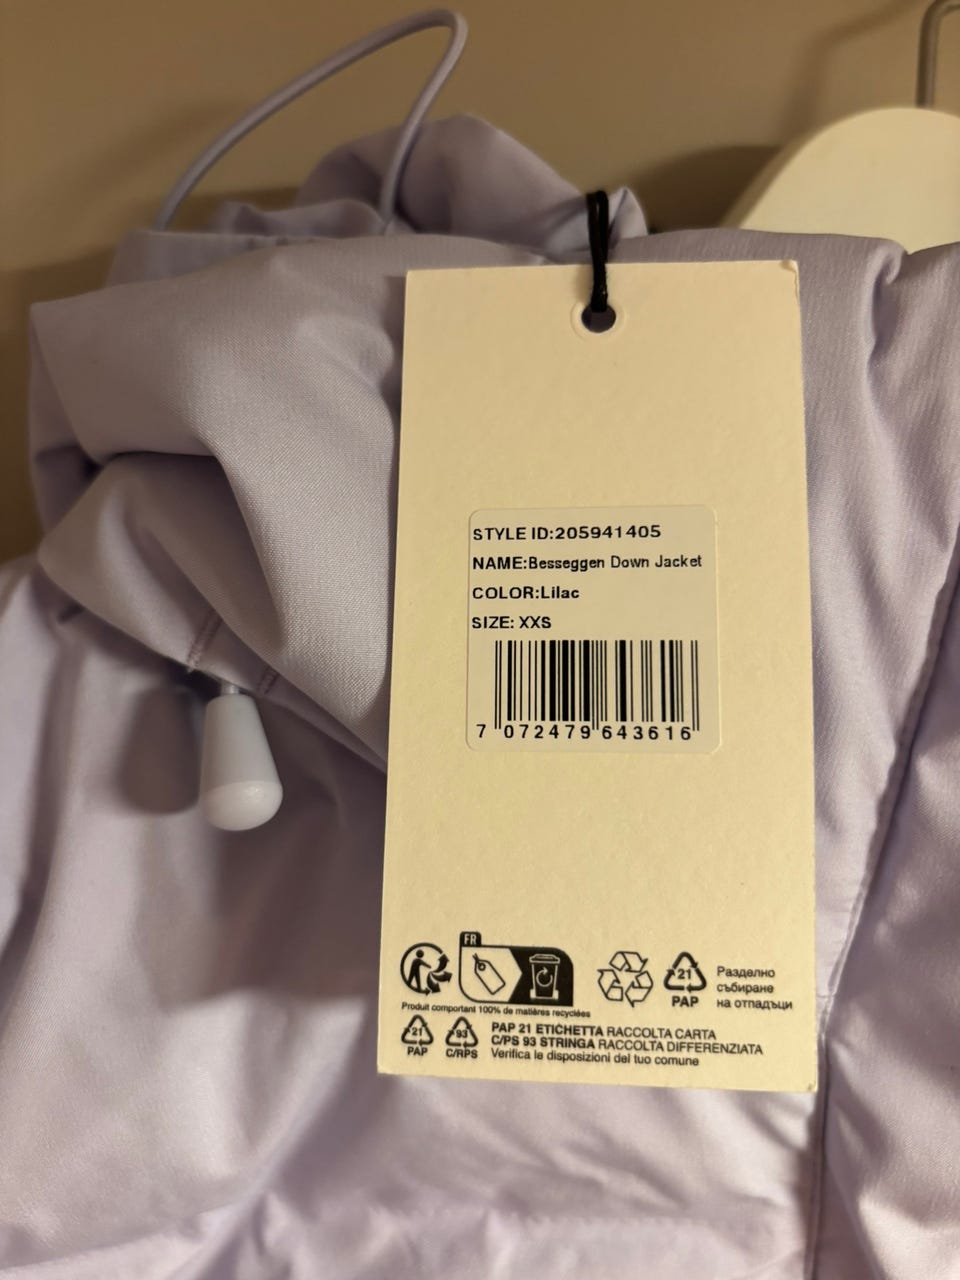 STYLE ID:205941405
NAME:Besseggen Down Jacket
COLOR:Lilac
SIZE: XXS
7 072479 643616
FR
21
PAP
Разделно
събиране
на отпадъци
Produit comportant 100% de matières recyclées
21
PAP
93
C/RPS
PAP 21 ETICHETTA RACCOLTA CARTA
C/PS 93 STRINGA RACCOLTA DIFFERENZIATA
Verifica le disposizioni del tuo comune